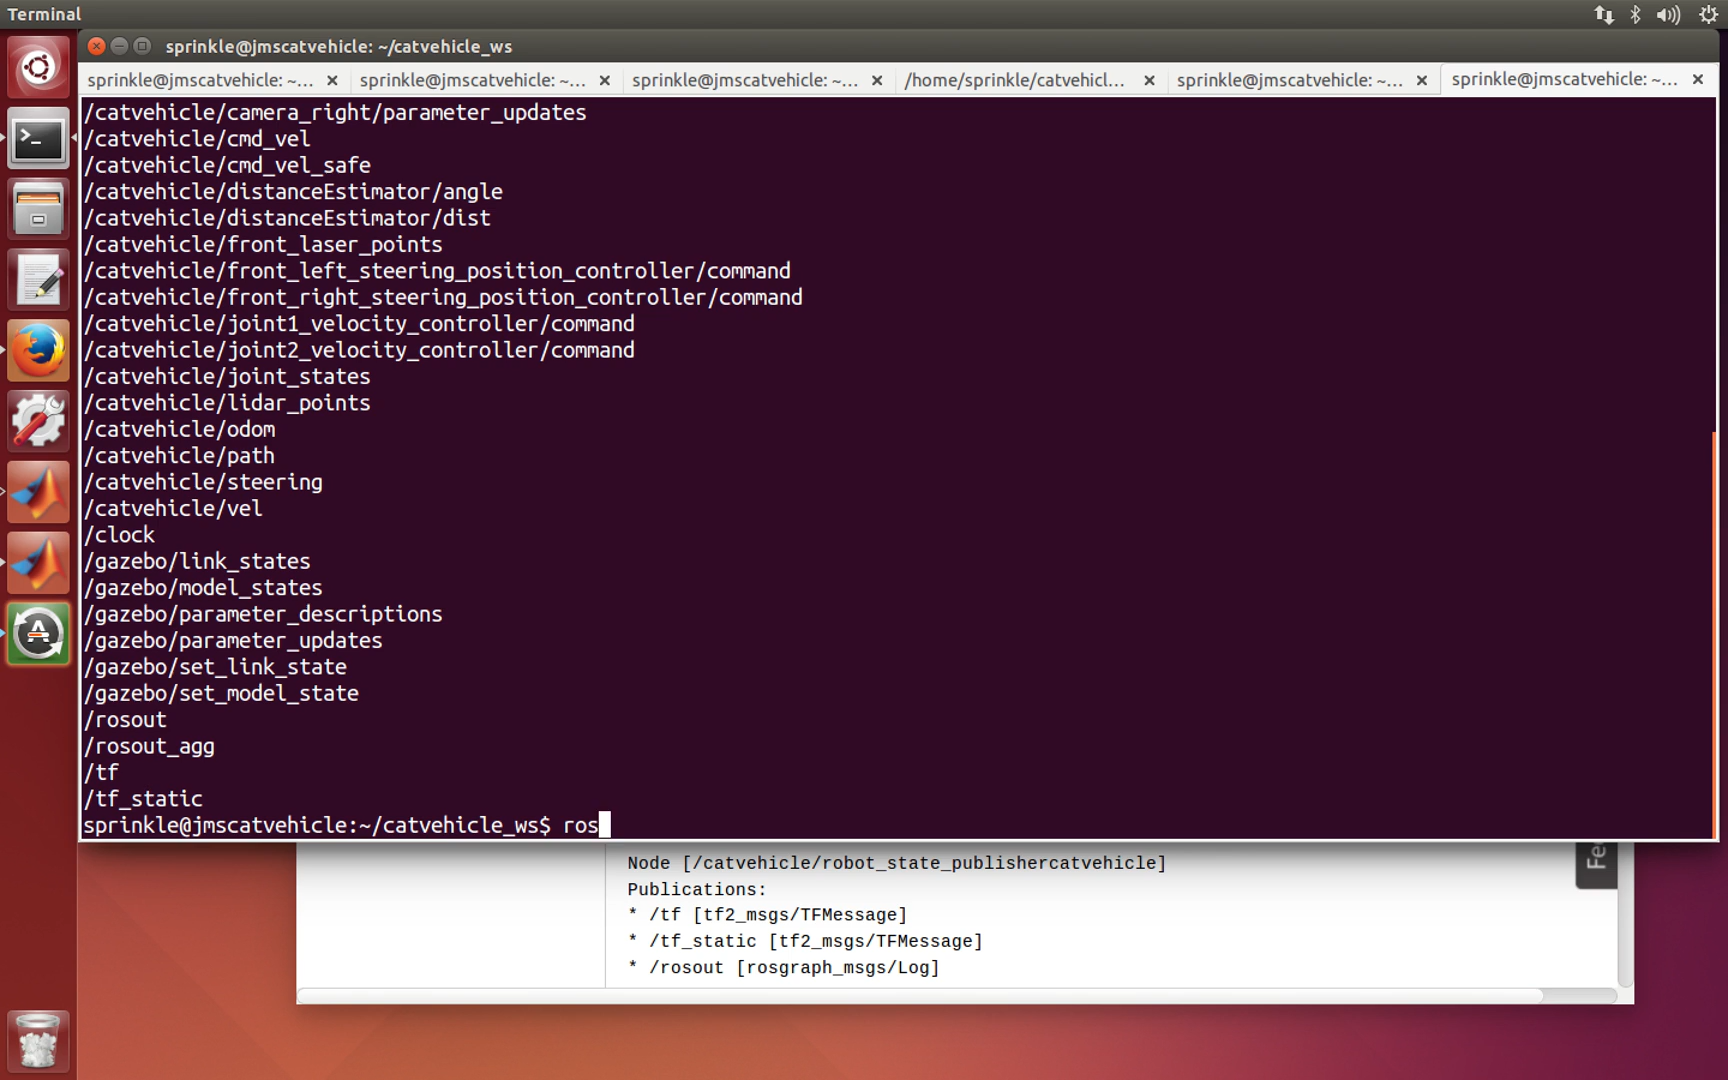 Terminal
sprinkle@jmscatvehicle: ~/catvehicle_ws
sprinkle@jmscatvehicle: ~... sprinkle@jmscatvehicle: ~... sprinkle@jmscatvehicle: ~... /home/sprinkle/catvehicl... sprinkle@jmscatvehicle: ~... sprinkle@jmscatvehicle: ~...
/catvehicle/camera_right/parameter_updates
/catvehicle/cmd_vel
/catvehicle/cmd_vel_safe
/catvehicle/distanceEstimator/angle
/catvehicle/distanceEstimator/dist
/catvehicle/front_laser_points
/catvehicle/front_left_steering_position_controller/command
/catvehicle/front_right_steering_position_controller/command
/catvehicle/joint1_velocity_controller/command
/catvehicle/joint2_velocity_controller/command
/catvehicle/joint_states
/catvehicle/lidar_points
/catvehicle/odom
/catvehicle/path
/catvehicle/steering
/catvehicle/vel
/clock
/gazebo/link_states
/gazebo/model_states
/gazebo/parameter_descriptions
/gazebo/parameter_updates
/gazebo/set_link_state
/gazebo/set_model_state
/rosout
/rosout_agg
/tf
/tf_static
sprinkle@jmscatvehicle:~/catvehicle_ws$ ros
Node [/catvehicle/robot_state_publishercatvehicle]
Publications:
* /tf [tf2_msgs/TFMessage]
* /tf_static [tf2_msgs/TFMessage]
* /rosout [rosgraph_msgs/Log]